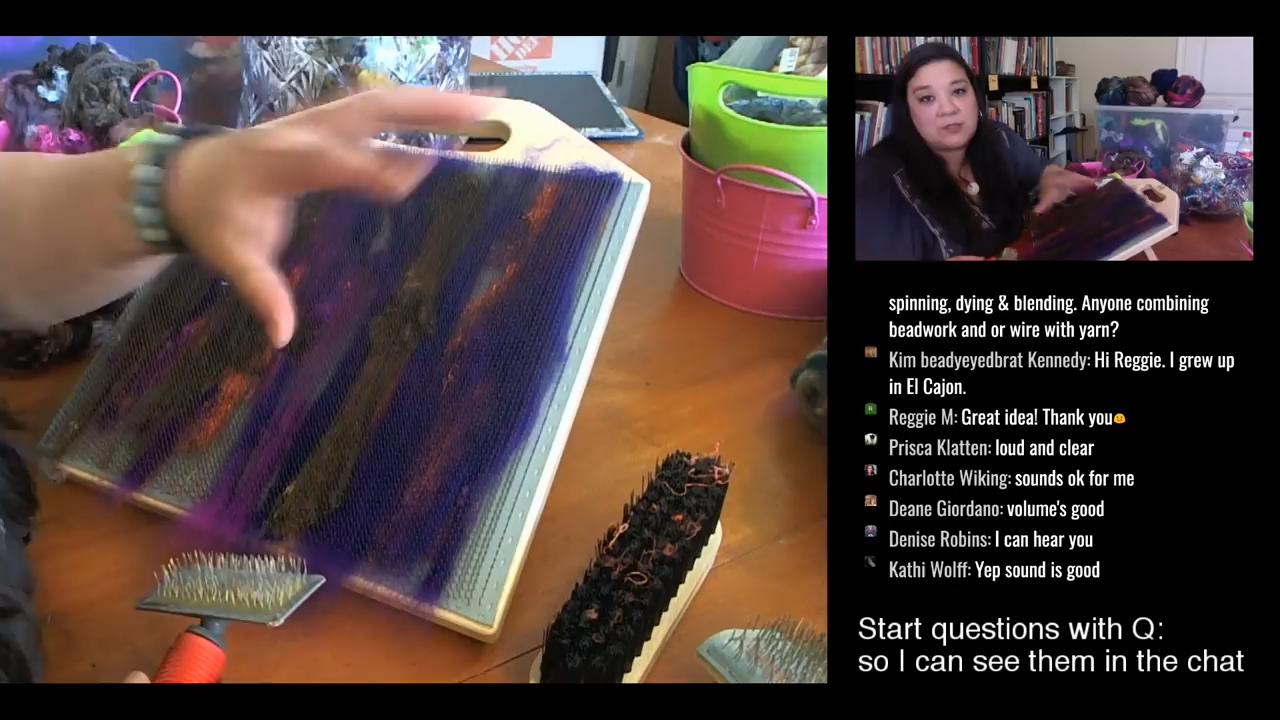 spinning, dying & blending. Anyone combining
beadwork and or wire with yarn?
Kim beadyeyedbrat Kennedy: Hi Reggie. I grew up
in El Cajon.
Reggie M: Great idea! Thank you
Prisca Klatten: loud and clear
Charlotte Wiking: sounds ok for me
Deane Giordano: volume's good
Denise Robins: I can hear you
Kathi Wolff: Yep sound is good
Start questions with Q:
so I can see them in the chat